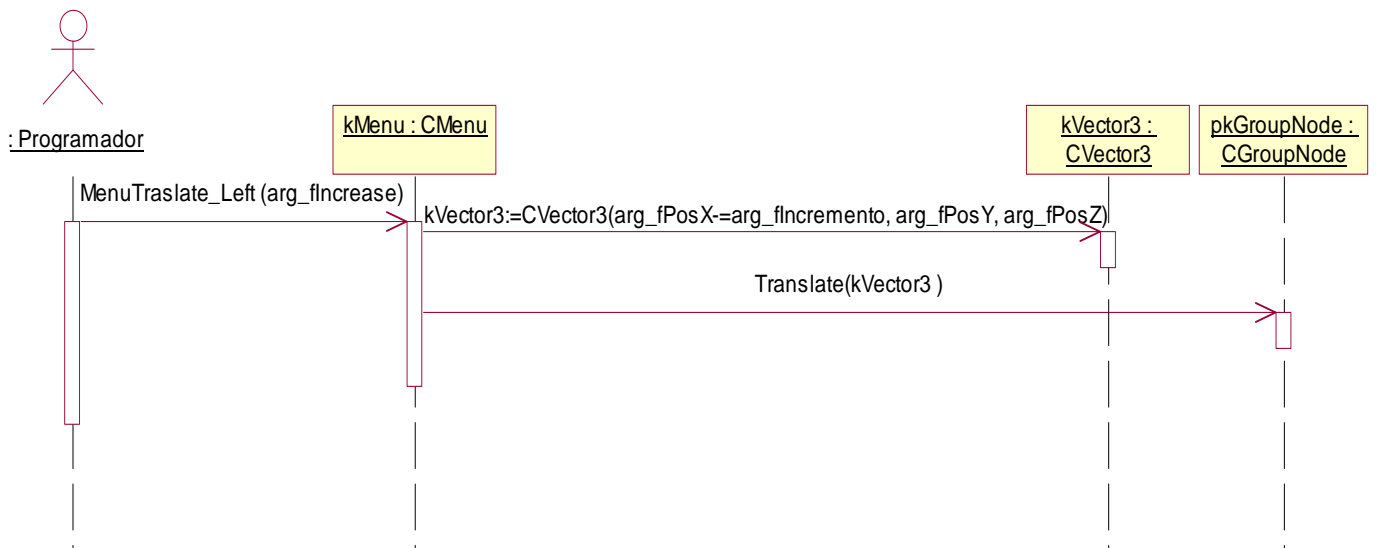 : Programador
kMenu : CMenu
kVector3 :
CVector3
pkGroupNode :
CGroupNode
MenuTraslate_Left (arg_fIncrease)
kVector3:=CVector3(arg_fPosX-=arg_fIncremento, arg_fPosY, arg_fPosZ)
Translate(kVector3 )